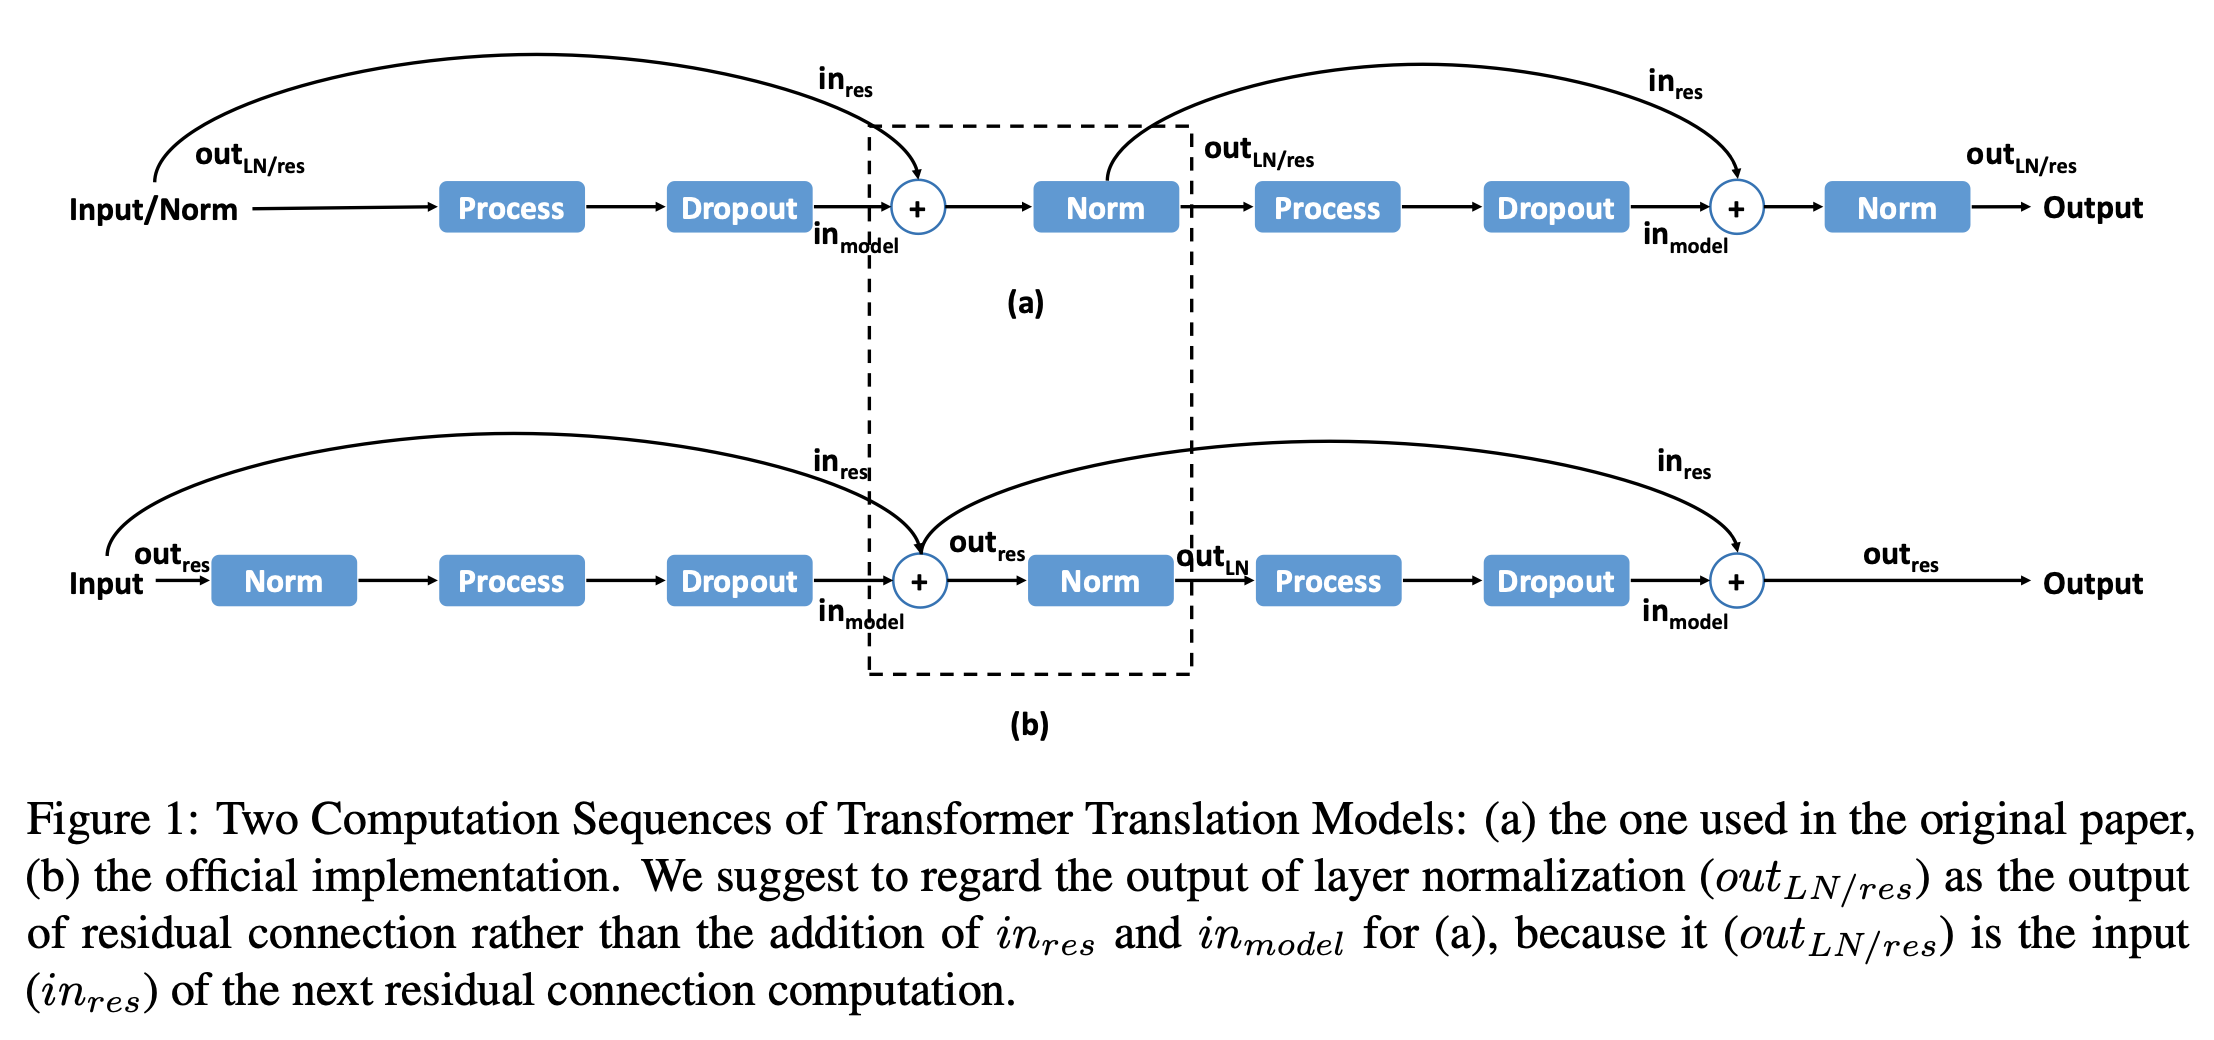 in_res in_res
out_LN/res out_LN/res out_LN/res
Input/Norm Process Dropout + Norm Process Dropout + Norm Output
in_model in_model
(a)
in_res in_res
out_res out_res out_LN out_res
Input Norm Process Dropout + Norm Process Dropout + Output
in_model in_model
(b)
Figure 1: Two Computation Sequences of Transformer Translation Models: (a) the one used in the original paper,
(b) the official implementation. We suggest to regard the output of layer normalization (out_LN/res) as the output
of residual connection rather than the addition of in_res and in_model for (a), because it (out_LN/res) is the input
(in_res) of the next residual connection computation.